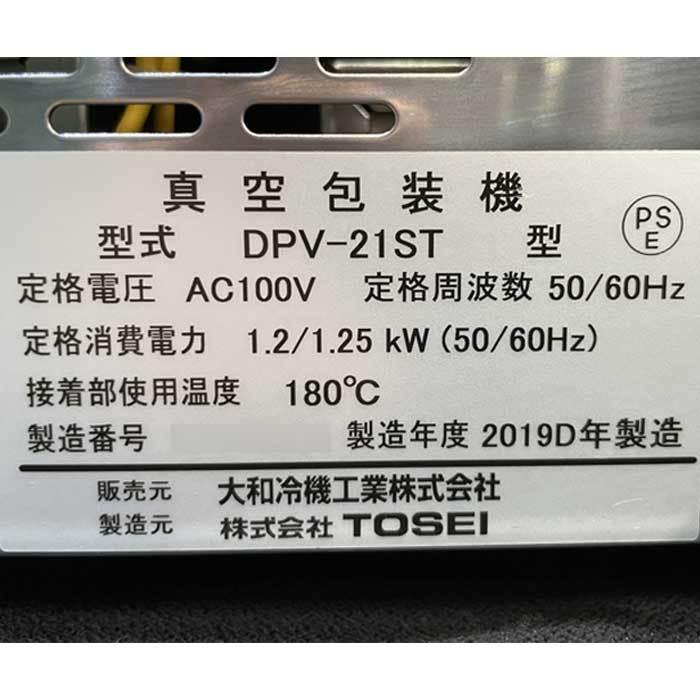 真空包装機
型式 DPV-21ST 型 PSE
定格電圧 AC100V 定格周波数 50/60Hz
定格消費電力 1.2/1.25 kW (50/60Hz)
接着部使用温度 180℃
製造番号 製造年度 2019D年製造
販売元 大和冷機工業株式会社
製造元 株式会社 TOSEI